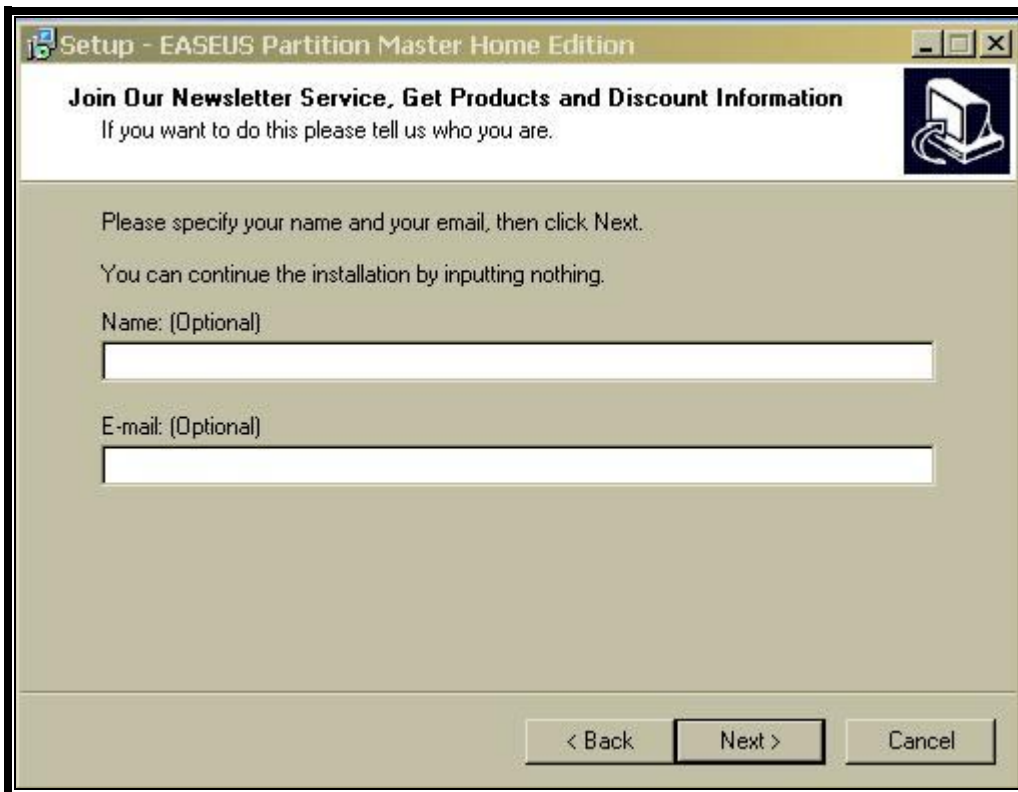 Setup - EASEUS Partition Master Home Edition
Join Our Newsletter Service, Get Products and Discount Information
If you want to do this please tell us who you are.
Please specify your name and your email, then click Next.
You can continue the installation by inputting nothing.
Name: (Optional)
E-mail: (Optional)
< Back Next > Cancel